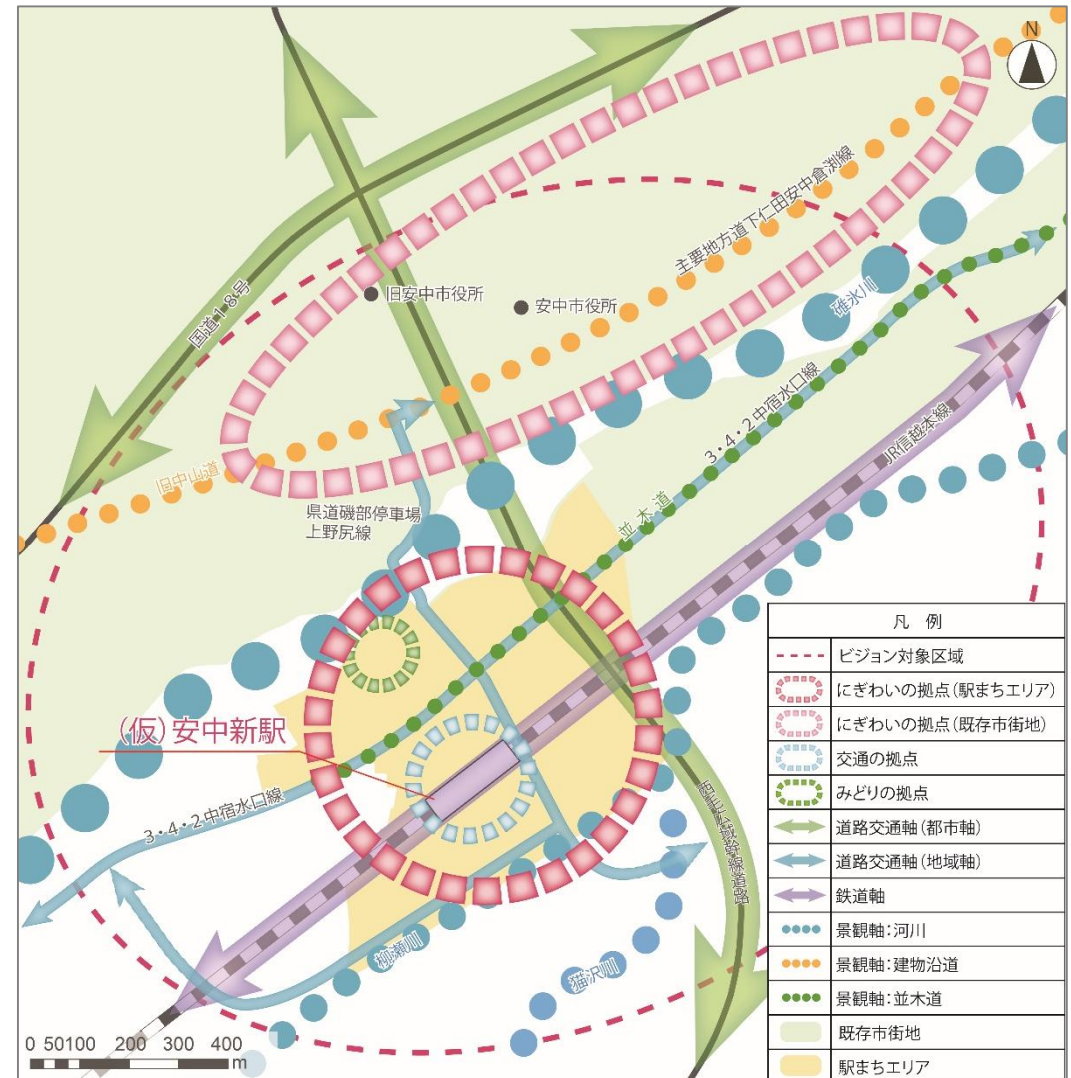 N
主要地方道下仁田安中倉渕線
旧安中市役所
安中市役所
国道18号
碓氷川
3・4・2中宿水口線
JR信越本線
旧中山道
県道磯部停車場
上野尻線
並木道
(仮)安中新駅
3・4・2中宿水口線
西毛広域幹線道路
柳瀬川
猫沢川
0 50100 200 300 400
m
凡 例
ビジョン対象区域
にぎわいの拠点(駅まちエリア)
にぎわいの拠点(既存市街地)
交通の拠点
みどりの拠点
道路交通軸(都市軸)
道路交通軸(地域軸)
鉄道軸
景観軸:河川
景観軸:建物沿道
景観軸:並木道
既存市街地
駅まちエリア